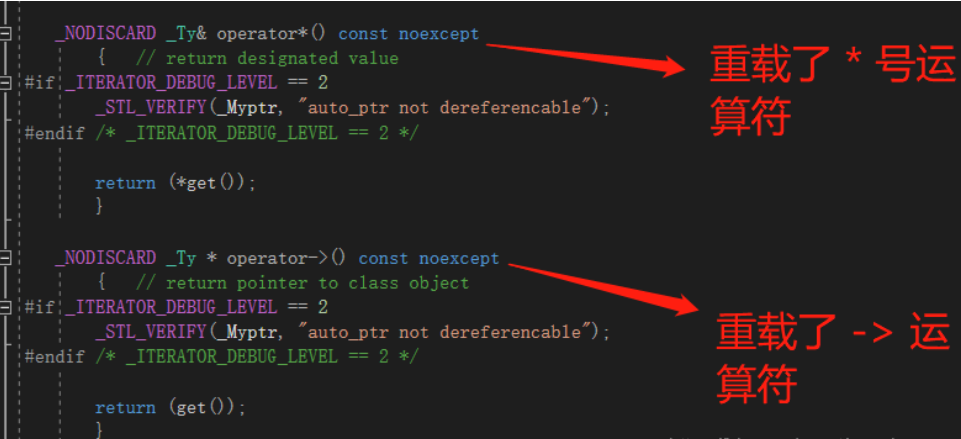 _NODISCARD _Ty& operator*() const noexcept
{ // return designated value
#if _ITERATOR_DEBUG_LEVEL == 2
_STL_VERIFY(_Myptr, "auto_ptr not dereferencable");
#endif /* _ITERATOR_DEBUG_LEVEL == 2 */
return (*get());
}
重载了 * 号运
算符
_NODISCARD _Ty * operator->() const noexcept
{ // return pointer to class object
#if _ITERATOR_DEBUG_LEVEL == 2
_STL_VERIFY(_Myptr, "auto_ptr not dereferencable");
#endif /* _ITERATOR_DEBUG_LEVEL == 2 */
return (get());
}
重载了 -> 运
算符